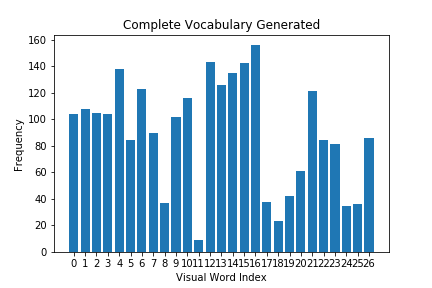 Complete Vocabulary Generated
160
140
120
100
80
60
40
20
0
Frequency
0 1 2 3 4 5 6 7 8 9 10 11 12 13 14 15 16 17 18 19 20 21 22 23 24 25 26
Visual Word Index